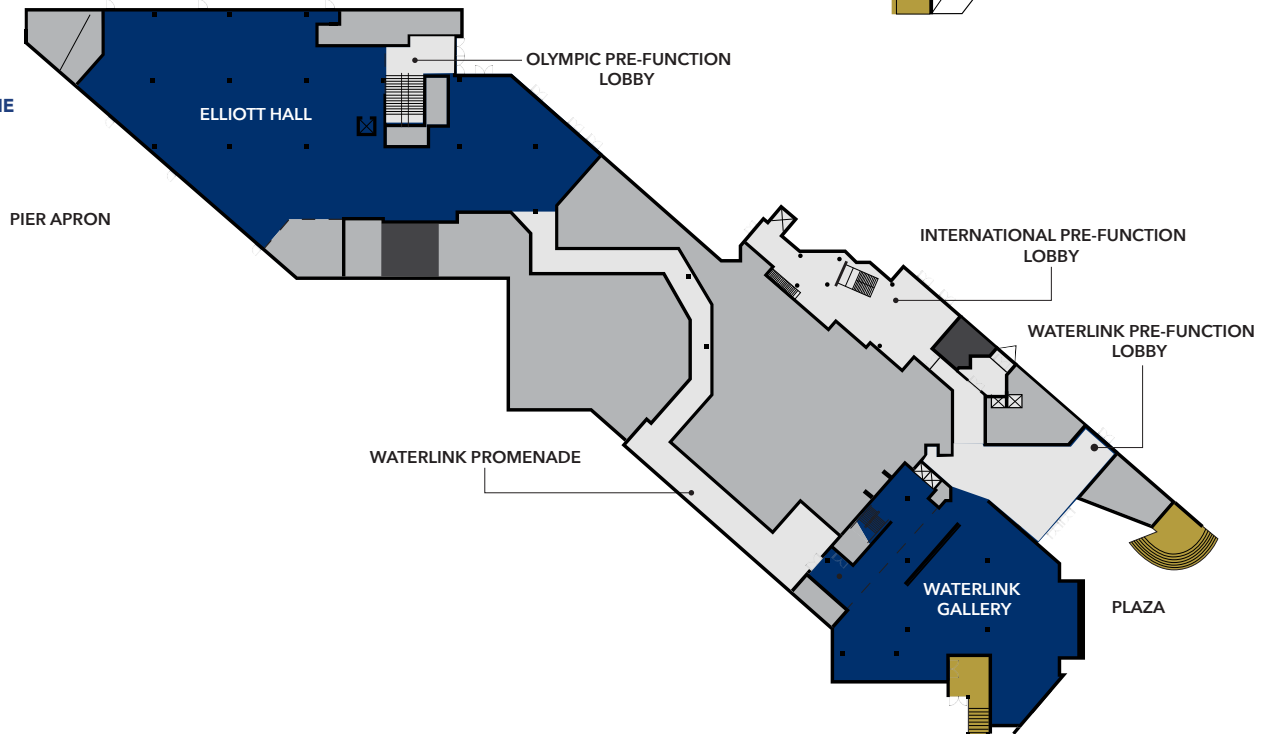 OLYMPIC PRE-FUNCTION
LOBBY
ELLIOTT HALL
PIER APRON
INTERNATIONAL PRE-FUNCTION
LOBBY
WATERLINK PRE-FUNCTION
LOBBY
WATERLINK PROMENADE
WATERLINK
GALLERY
PLAZA